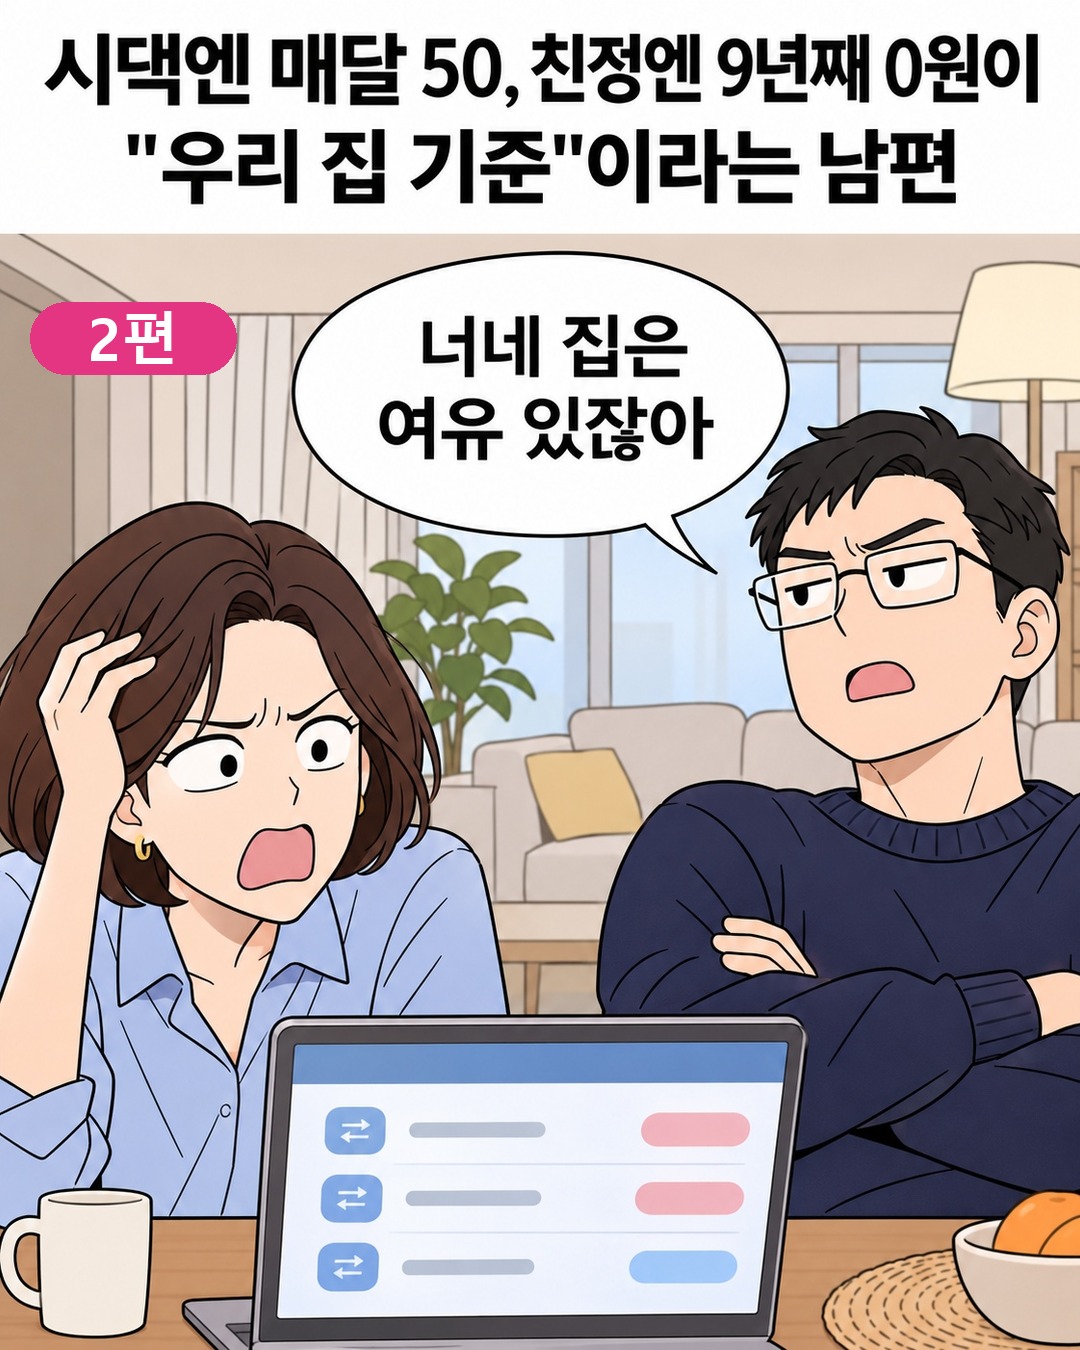 시댁엔 매달 50, 친정엔 9년째 0원이
"우리 집 기준"이라는 남편
2편
너네 집은
여유 있잖아